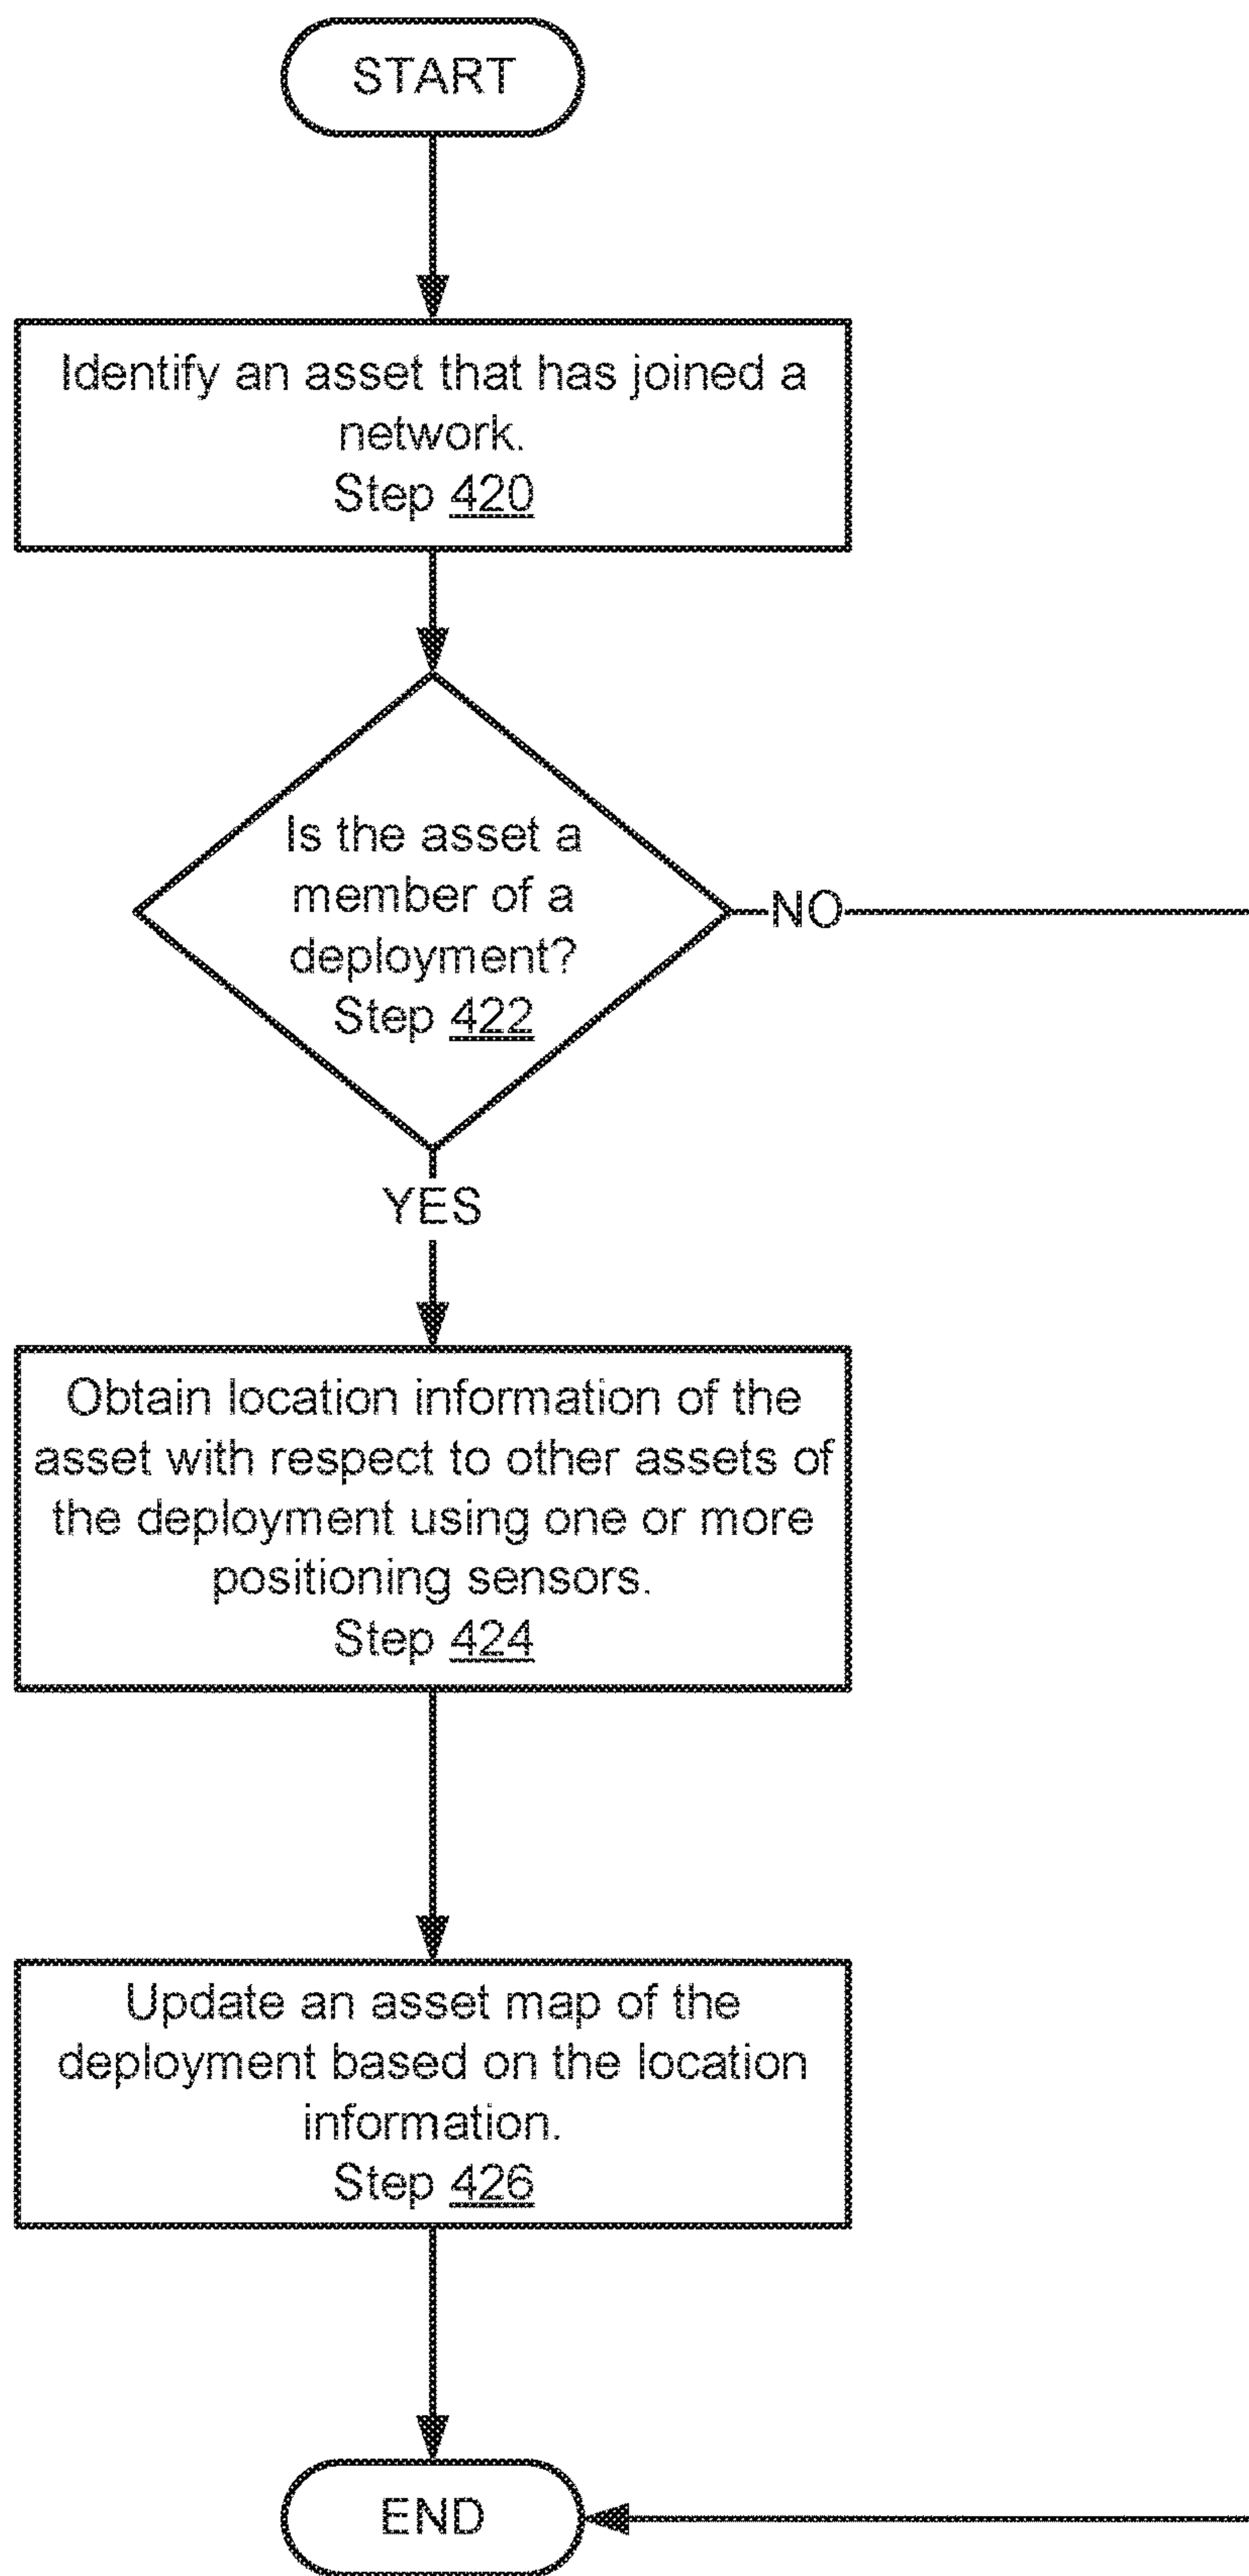 START
Identify an asset that has joined a
network.
Step 420
Is the asset a
member of a
deployment?
Step 422
NO
YES
Obtain location information of the
asset with respect to other assets of
the deployment using one or more
positioning sensors.
Step 424
Update an asset map of the
deployment based on the location
information.
Step 426
END